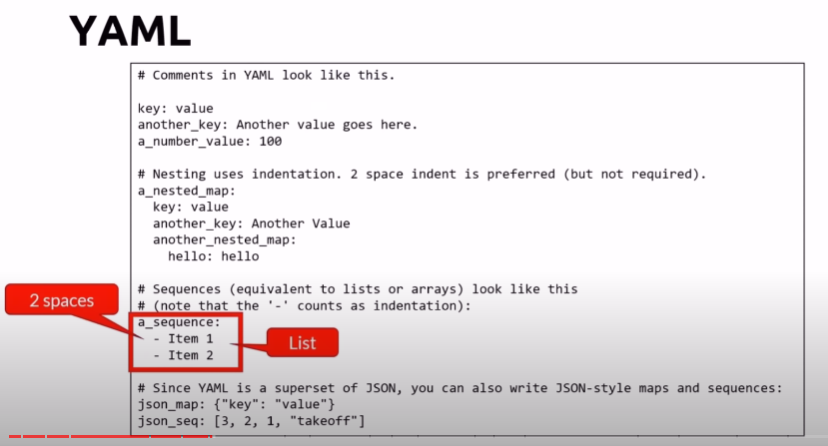 YAML
# Comments in YAML look like this.
key: value
another_key: Another value goes here.
a_number_value: 100
# Nesting uses indentation. 2 space indent is preferred (but not required).
a_nested_map:
  key: value
  another_key: Another Value
  another_nested_map:
    hello: hello
# Sequences (equivalent to lists or arrays) look like this
# (note that the '-' counts as indentation):
2 spaces
a_sequence:
  - Item 1
  - Item 2
List
# Since YAML is a superset of JSON, you can also write JSON-style maps and sequences:
json_map: {"key": "value"}
json_seq: [3, 2, 1, "takeoff"]